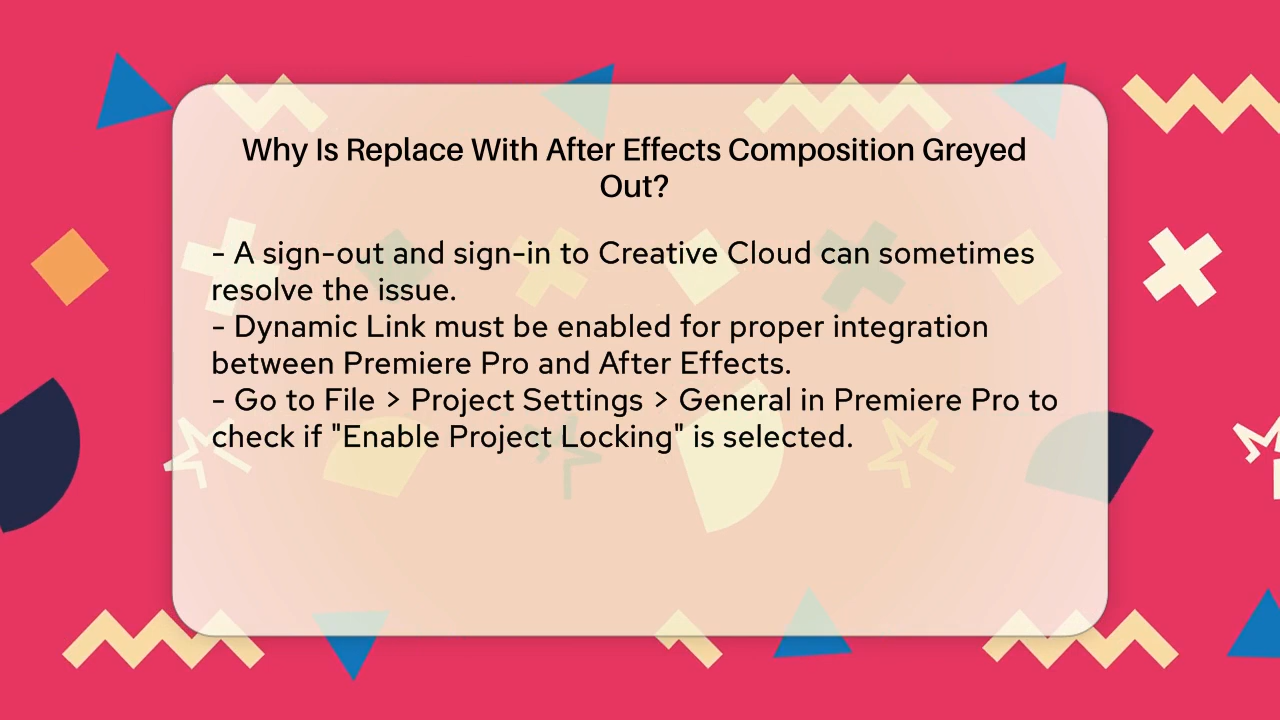 Why Is Replace With After Effects Composition Greyed
Out?
- A sign-out and sign-in to Creative Cloud can sometimes
resolve the issue.
- Dynamic Link must be enabled for proper integration
between Premiere Pro and After Effects.
- Go to File > Project Settings > General in Premiere Pro to
check if "Enable Project Locking" is selected.